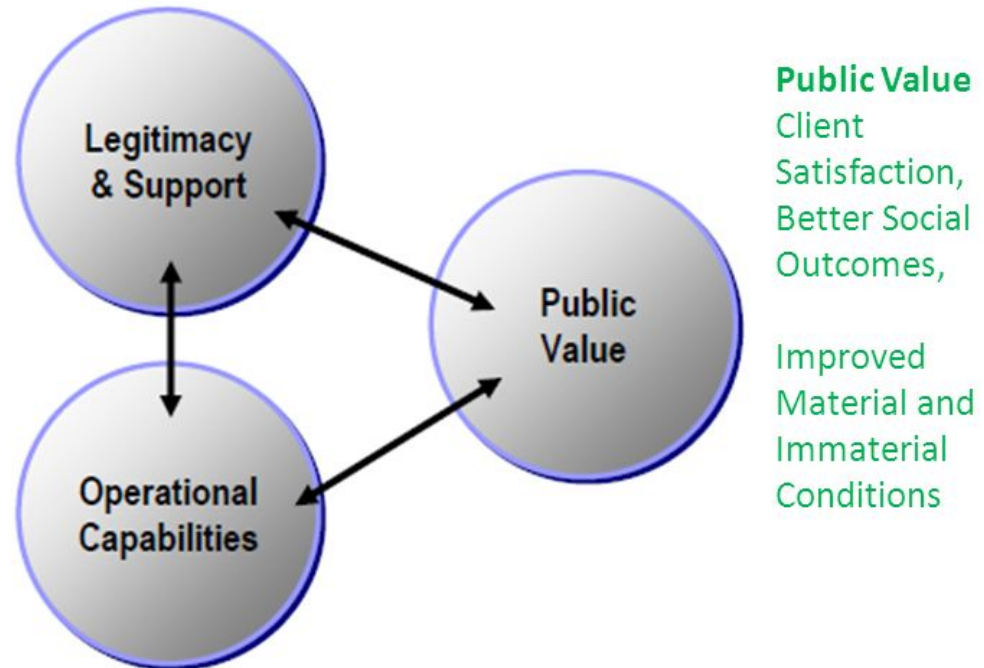 Legitimacy
& Support
Public
Value
Operational
Capabilities
Public Value
Client
Satisfaction,
Better Social
Outcomes,
Improved
Material and
Immaterial
Conditions